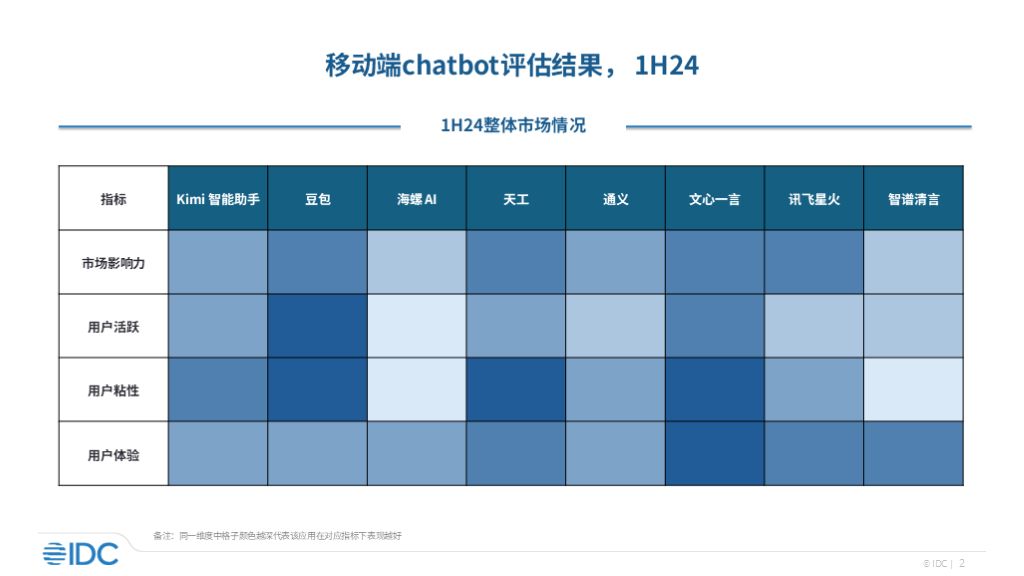 移动端chatbot评估结果， 1H24
1H24整体市场情况
指标 Kimi 智能助手 豆包 海螺 AI 天工 通义 文心一言 讯飞星火 智谱清言
市场影响力
用户活跃
用户粘性
用户体验
备注：同一维度中格子颜色越深代表该应用在对应指标下表现越好
IDC
© IDC | 2